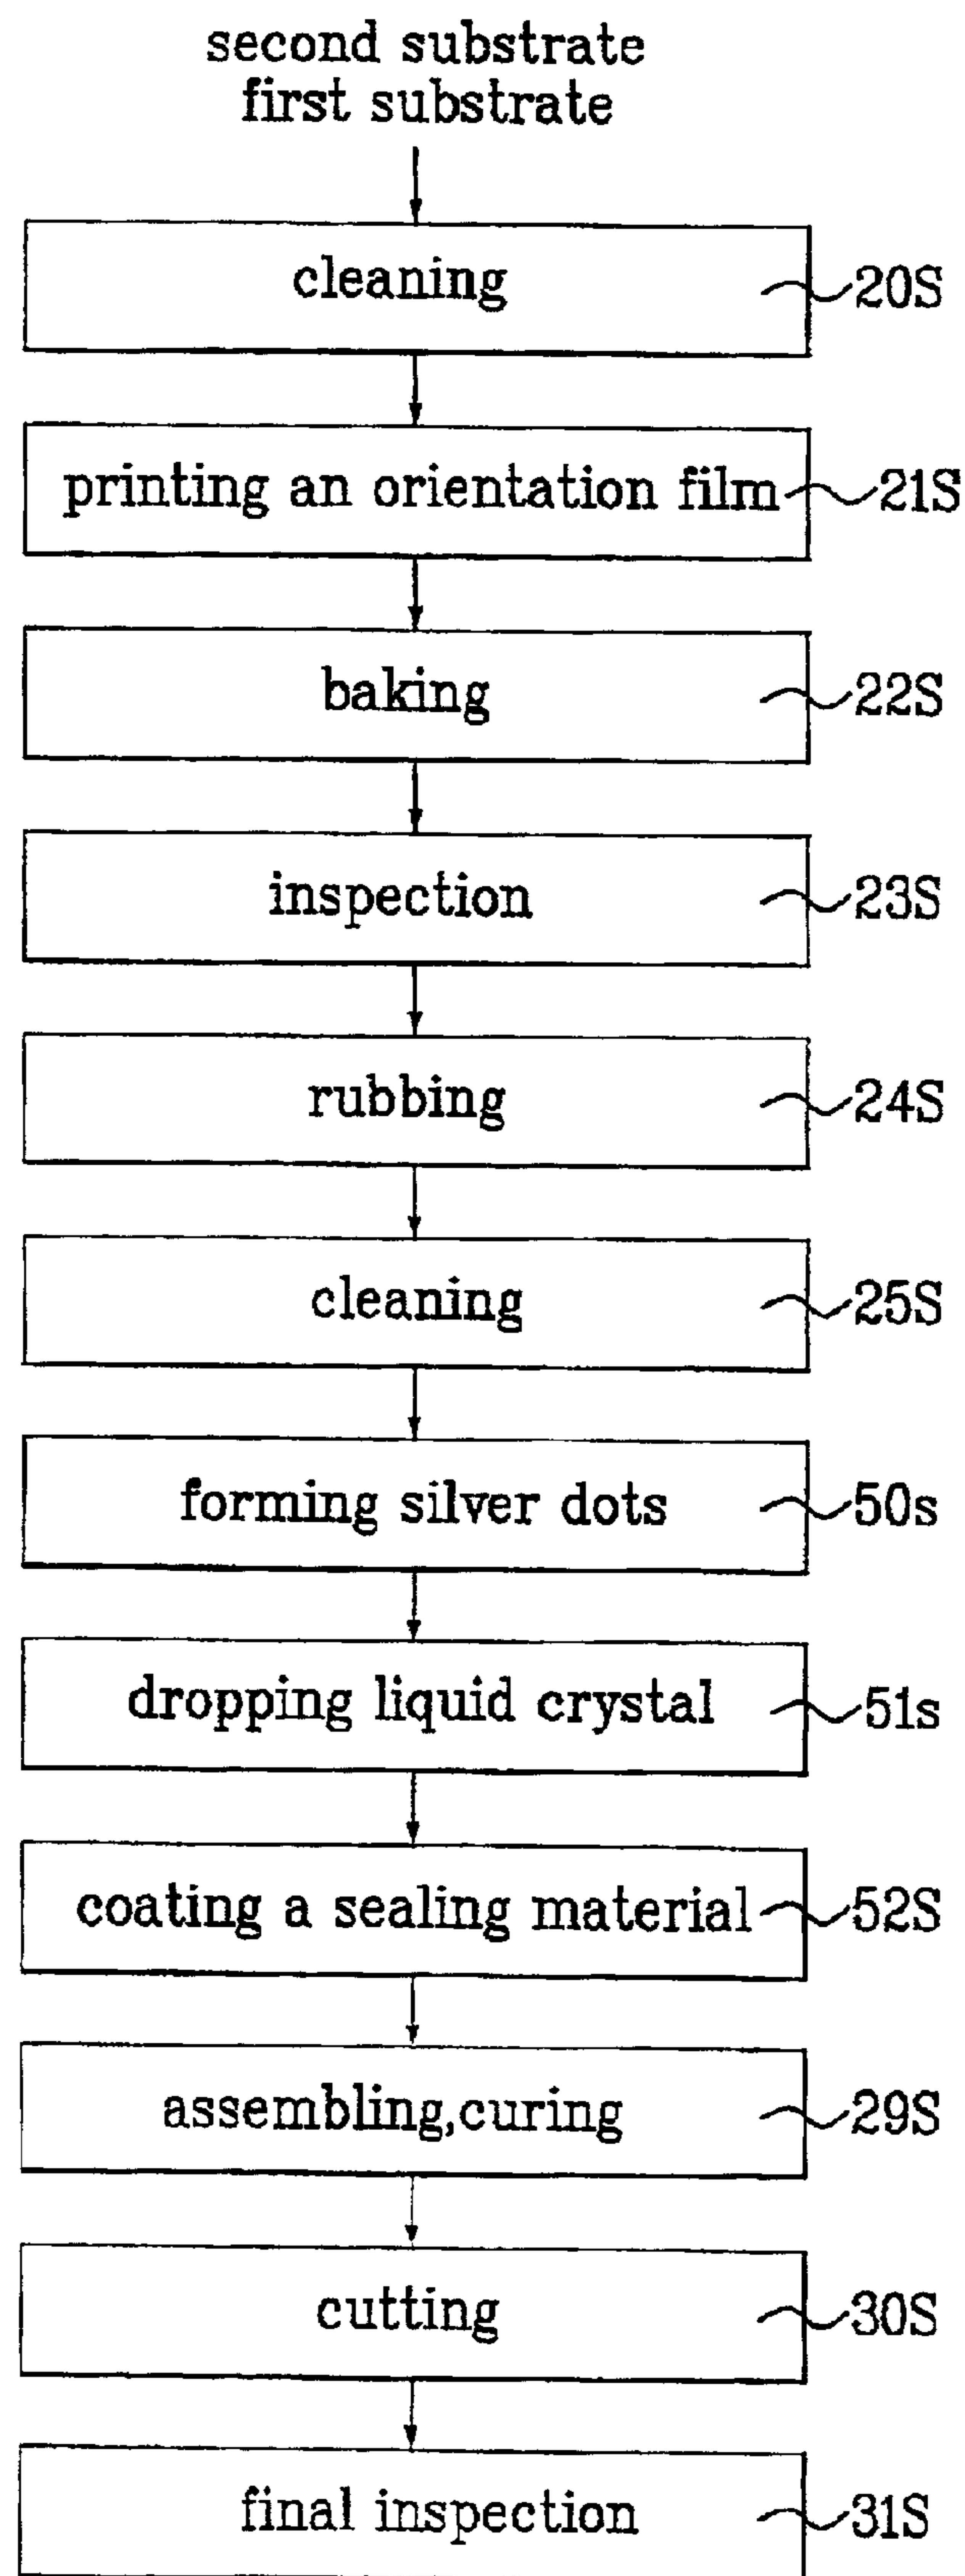 second substrate
first substrate
cleaning
20S
printing an orientation film
21S
baking
22S
inspection
23S
rubbing
24S
cleaning
25S
forming silver dots
50s
dropping liquid crystal
51s
coating a sealing material
52S
assembling,curing
29S
cutting
30S
final inspection
31S